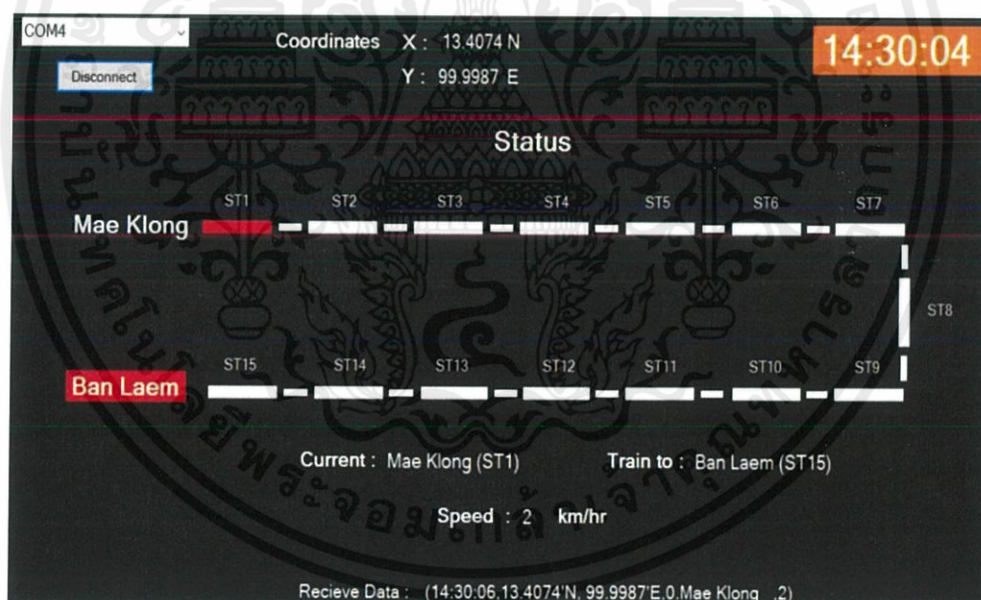 COM4
Coordinates X : 13.4074 N
14:30:04
Disconnect
Y : 99.9987 E
Status
ST1 ST2 ST3 ST4 ST5 ST6 ST7
Mae Klong
ST8
ST15 ST14 ST13 ST12 ST11 ST10 ST9
Ban Laem
Current : Mae Klong (ST1) Train to : Ban Laem (ST15)
Speed : 2 km/hr
Recieve Data : (14:30:06,13.4074'N, 99.9987'E,0,Mae Klong ,2)